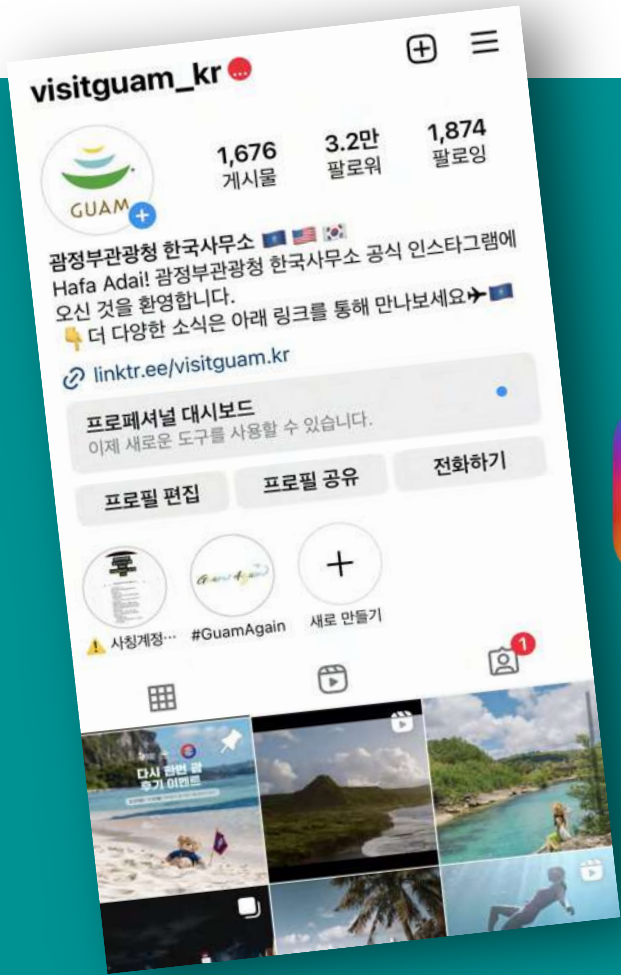 visitguam_kr
GUAM
1,676
게시물
3.2만
팔로워
1,874
팔로잉
괌정부관광청 한국사무소
Hafa Adai! 괌정부관광청 한국사무소 공식 인스타그램에
오신 것을 환영합니다.
더 다양한 소식은 아래 링크를 통해 만나보세요
linktr.ee/visitguam.kr
프로페셔널 대시보드
이제 새로운 도구를 사용할 수 있습니다.
프로필 편집
프로필 공유
전화하기
사칭계정…
#GuamAgain
새로 만들기
1
다시 한번 괌
후기 이벤트